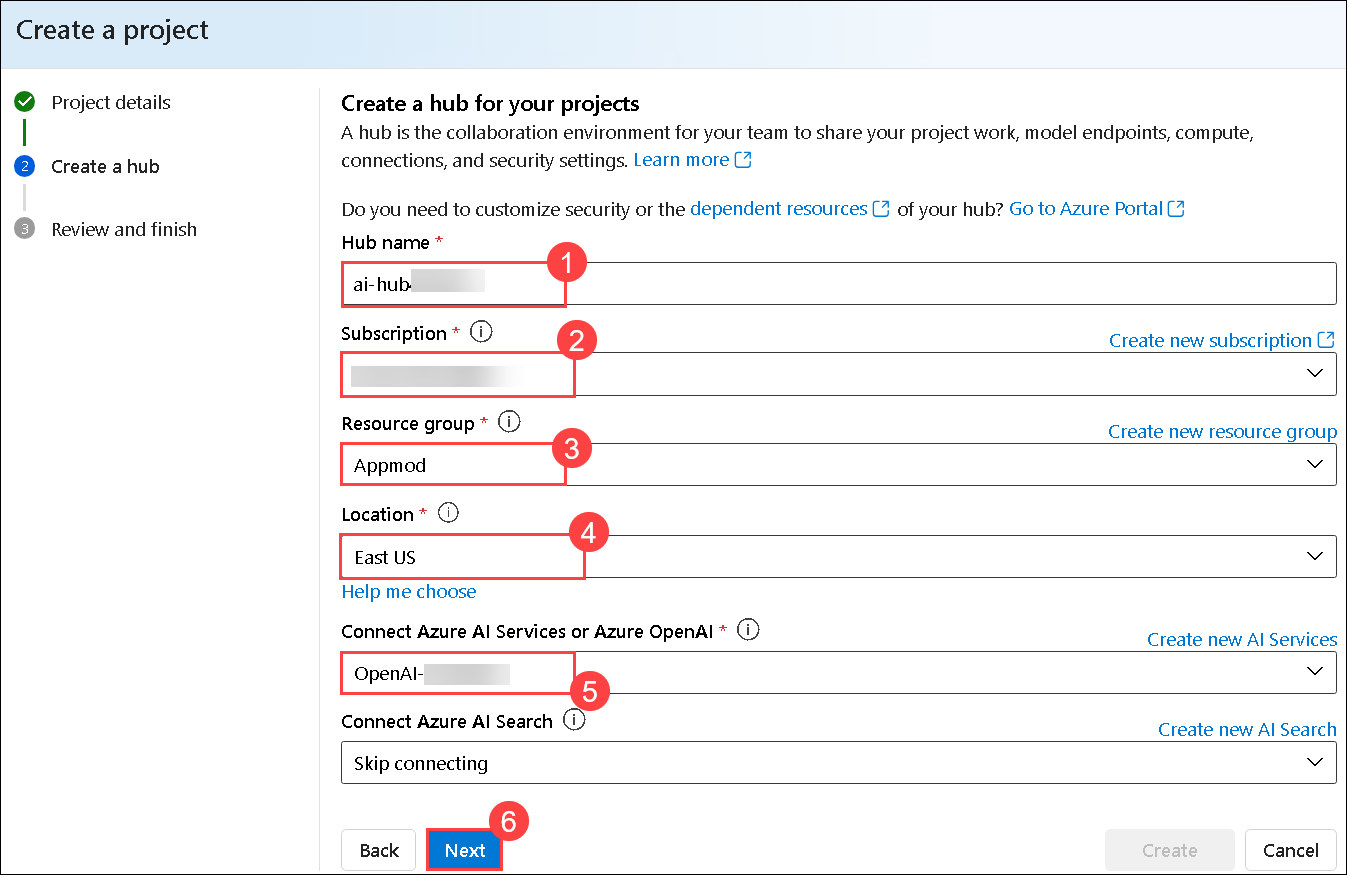 Create a project
Project details
2 Create a hub
3 Review and finish
Create a hub for your projects
A hub is the collaboration environment for your team to share your project work, model endpoints, compute,
connections, and security settings. Learn more
Do you need to customize security or the dependent resources of your hub? Go to Azure Portal
Hub name *
1
ai-hub
Subscription *
2
Create new subscription
Resource group *
3
Create new resource group
Appmod
Location *
4
East US
Help me choose
Connect Azure AI Services or Azure OpenAI *
Create new AI Services
OpenAI-
5
Connect Azure AI Search
Create new AI Search
Skip connecting
6
Back Next Create Cancel